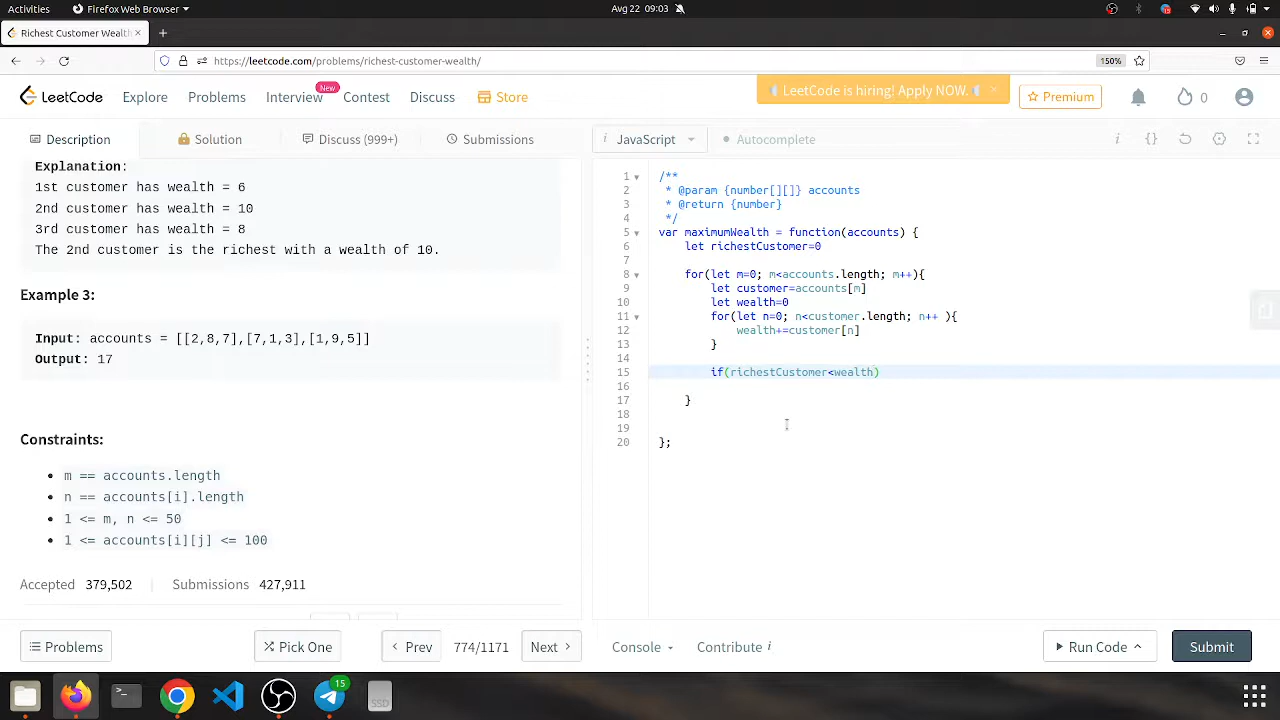 Activities
Firefox Web Browser
Aug 22 09:03
Richest Customer Wealth
https://leetcode.com/problems/richest-customer-wealth/
150%
LeetCode
Explore
Problems
Interview
New
Contest
Discuss
Store
LeetCode is hiring! Apply NOW.
Premium
0
Description
Solution
Discuss (999+)
Submissions
i JavaScript
Autocomplete
Explanation:
1st customer has wealth = 6
2nd customer has wealth = 10
3rd customer has wealth = 8
The 2nd customer is the richest with a wealth of 10.
Example 3:
Input: accounts = [[2,8,7],[7,1,3],[1,9,5]]
Output: 17
Constraints:
m == accounts.length
n == accounts[i].length
1 <= m, n <= 50
1 <= accounts[i][j] <= 100
Accepted 379,502 Submissions 427,911
1 /**
2 * @param {number[][]} accounts
3 * @return {number}
4 */
5 var maximumWealth = function(accounts) {
6 let richestCustomer=0
7
8 for(let m=0; m<accounts.length; m++){
9 let customer=accounts[m]
10 let wealth=0
11 for(let n=0; n<customer.length; n++ ){
12 wealth+=customer[n]
13 }
14
15 if(richestCustomer<wealth)
16
17 }
18
19
20 };
Problems
Pick One
Prev
774/1171
Next
Console
Contribute i
Run Code
Submit
15
SSD